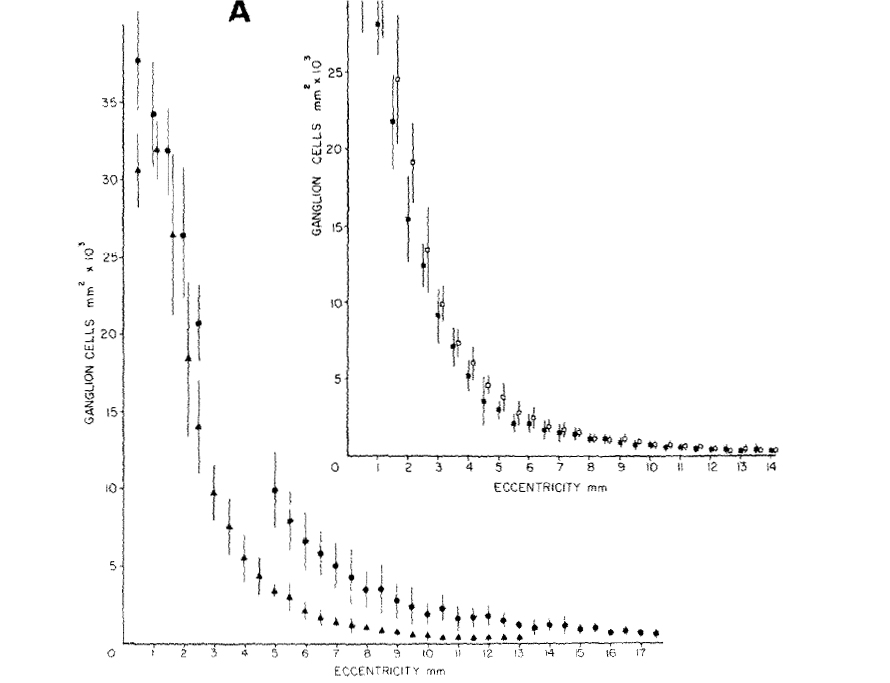 A
GANGLION CELLS mm² x 10³
35
30
25
20
15
10
5
0 1 2 3 4 5 6 7 8 9 10 11 12 13 14 15 16 17
ECCENTRICITY mm
GANGLION CELLS mm² x 10³
25
20
15
10
5
0 1 2 3 4 5 6 7 8 9 10 11 12 13 14
ECCENTRICITY mm